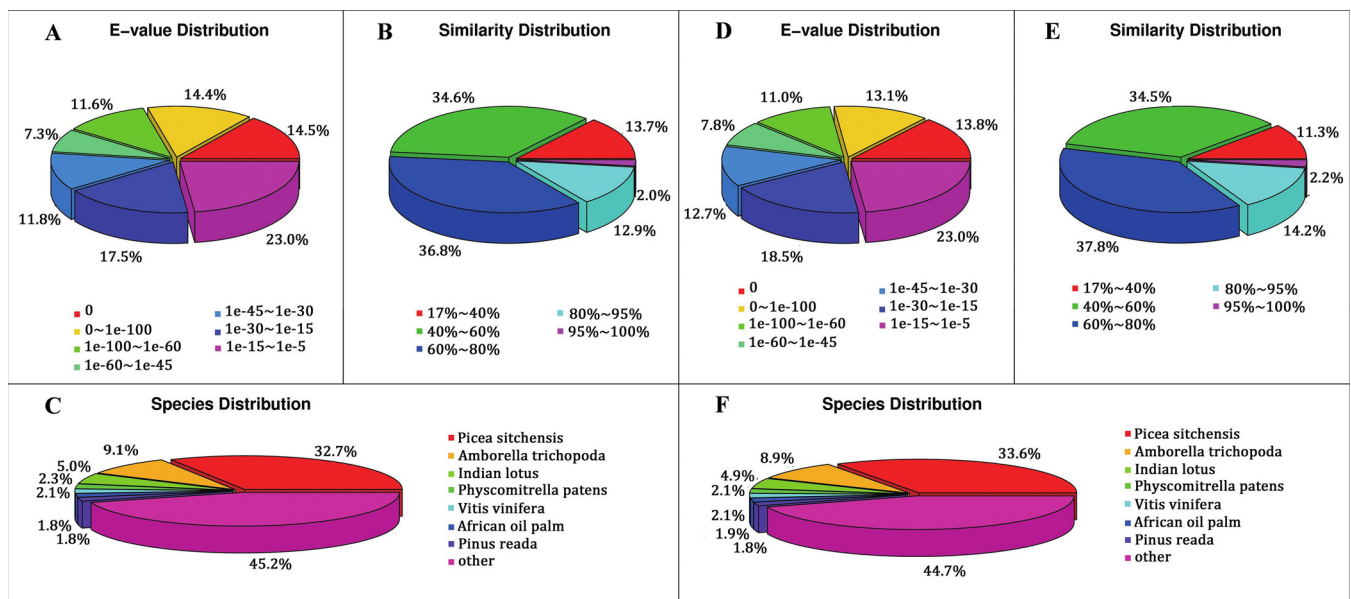 A E-value Distribution
11.6%
14.4%
7.3%
14.5%
11.8%
17.5%
23.0%
0
0~1e-100
1e-100~1e-60
1e-60~1e-45
1e-45~1e-30
1e-30~1e-15
1e-15~1e-5
B Similarity Distribution
34.6%
13.7%
2.0%
12.9%
36.8%
17%~40%
40%~60%
60%~80%
80%~95%
95%~100%
D E-value Distribution
11.0%
13.1%
7.8%
13.8%
12.7%
18.5%
23.0%
0
0~1e-100
1e-100~1e-60
1e-60~1e-45
1e-45~1e-30
1e-30~1e-15
1e-15~1e-5
E Similarity Distribution
34.5%
11.3%
2.2%
14.2%
37.8%
17%~40%
40%~60%
60%~80%
80%~95%
95%~100%
C Species Distribution
9.1%
32.7%
5.0%
2.3%
2.1%
1.8%
1.8%
45.2%
Picea sitchensis
Amborella trichopoda
Indian lotus
Physcomitrella patens
Vitis vinifera
African oil palm
Pinus reada
other
F Species Distribution
8.9%
33.6%
4.9%
2.1%
2.1%
1.9%
1.8%
44.7%
Picea sitchensis
Amborella trichopoda
Indian lotus
Physcomitrella patens
Vitis vinifera
African oil palm
Pinus reada
other